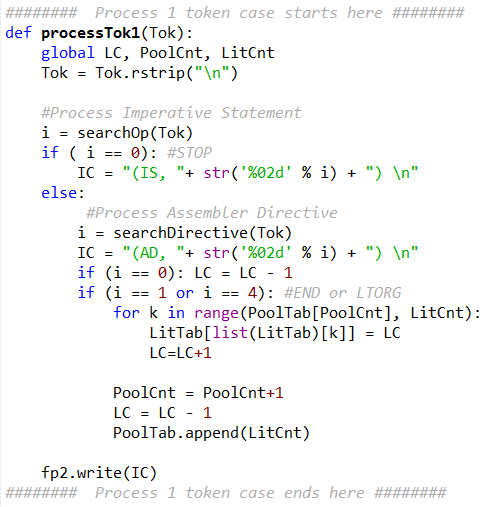 ########  Process 1 token case starts here ########
def processTok1(Tok):
    global LC, PoolCnt, LitCnt
    Tok = Tok.rstrip("\n")

    #Process Imperative Statement
    i = searchOp(Tok)
    if ( i == 0): #STOP
        IC = "(IS, "+ str('%02d' % i) + ") \n"
    else:
         #Process Assembler Directive
        i = searchDirective(Tok)
        IC = "(AD, "+ str('%02d' % i) + ") \n"
        if (i == 0): LC = LC - 1
        if (i == 1 or i == 4): #END or LTORG
            for k in range(PoolTab[PoolCnt], LitCnt):
                LitTab[list(LitTab)[k]] = LC
                LC=LC+1

            PoolCnt = PoolCnt+1
            LC = LC - 1
            PoolTab.append(LitCnt)

    fp2.write(IC)
########  Process 1 token case ends here ########